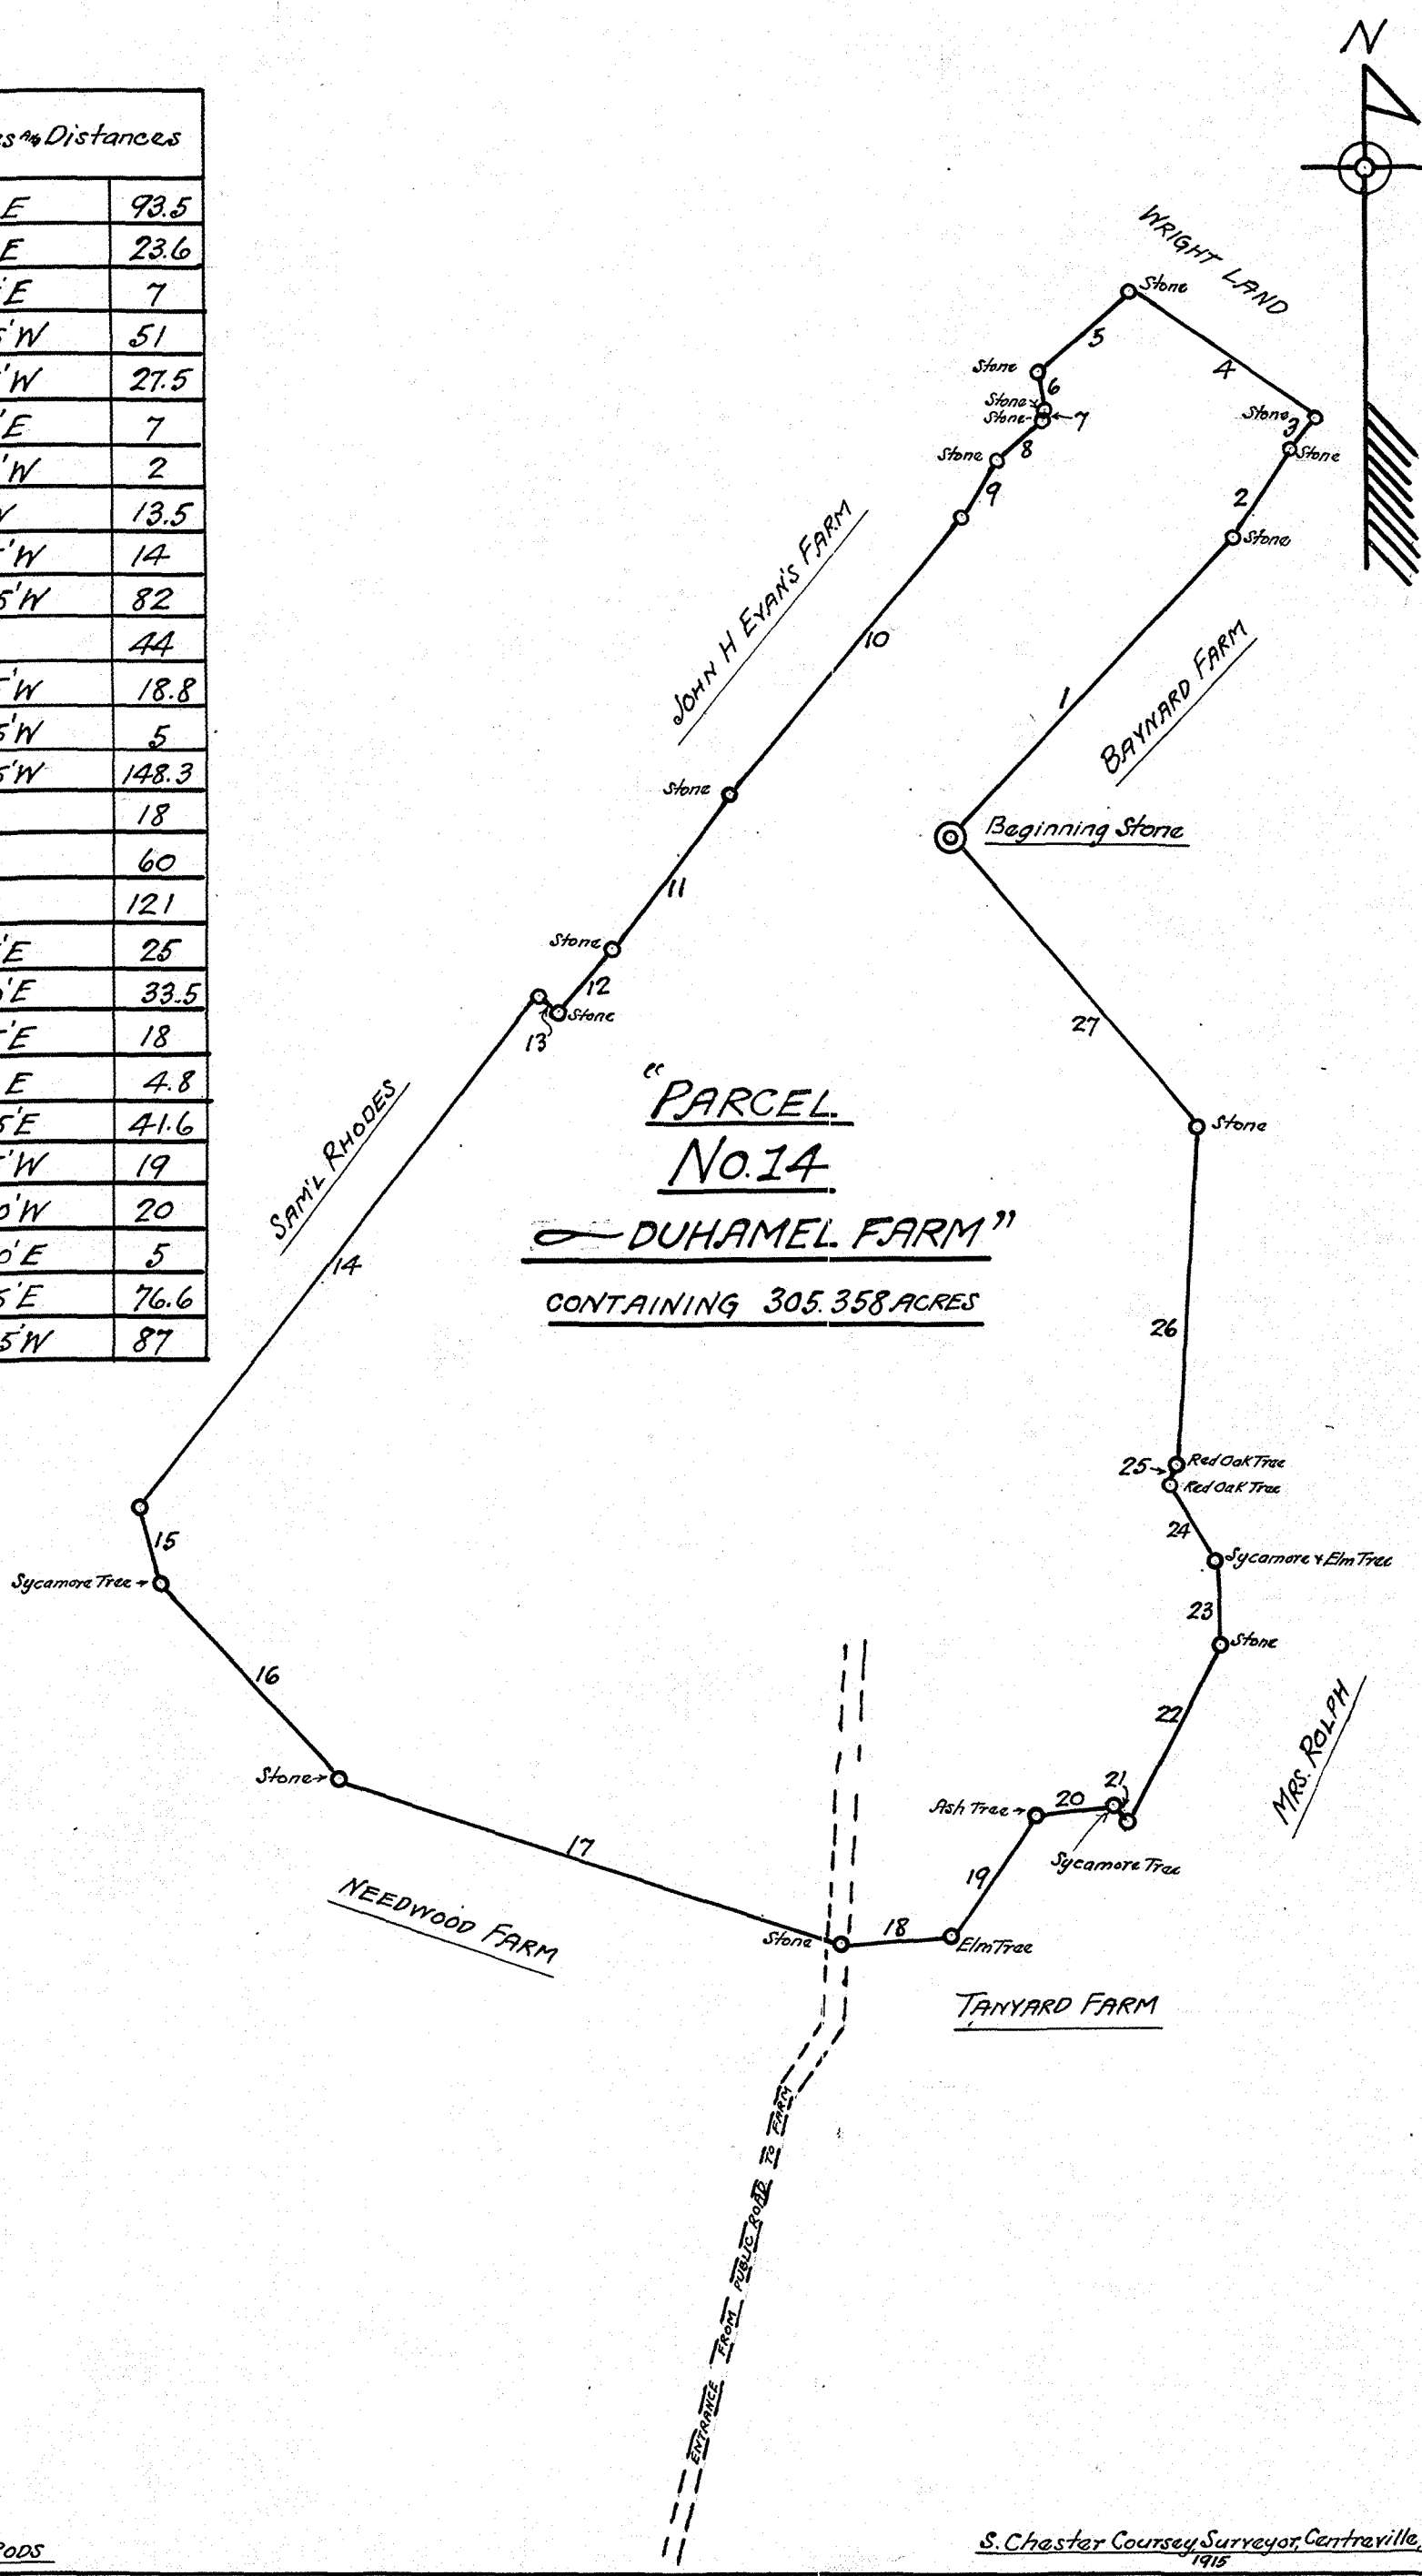 N
es And Distances
E 93.5
E 23.6
'E 7
5'W 51
'W 27.5
'E 7
'W 2
W 13.5
'W 14
5'W 82
44
5'W 18.8
5'W 5
5'W 148.3
18
60
121
'E 25
'E 33.5
'E 18
E 4.8
5'E 41.6
'W 19
0'W 20
0'E 5
5'E 76.6
5'W 87
WRIGHT LAND
Stone
5
4
Stone
6
Stone
Stone
7
Stone
3
Stone
8
Stone
9
2
Stone
JOHN H EVAN'S FARM
10
1
BAYNARD FARM
Stone
Beginning Stone
11
Stone
12
Stone
13
27
SAM'L RHODES
14
"PARCEL
No. 14
DUHAMEL FARM"
CONTAINING 305.358 ACRES
Stone
26
25
Red Oak Tree
Red Oak Tree
24
15
Sycamore Tree
Sycamore & Elm Tree
23
Stone
16
22
MRS. ROLPH
Stone
21
Ash Tree
20
Sycamore Tree
17
19
NEEDWOOD FARM
Stone
18
Elm Tree
TANYARD FARM
ENTRANCE FROM PUBLIC ROAD TO FARM
RODS
S. Chester Coursey, Surveyor, Centreville,
1915